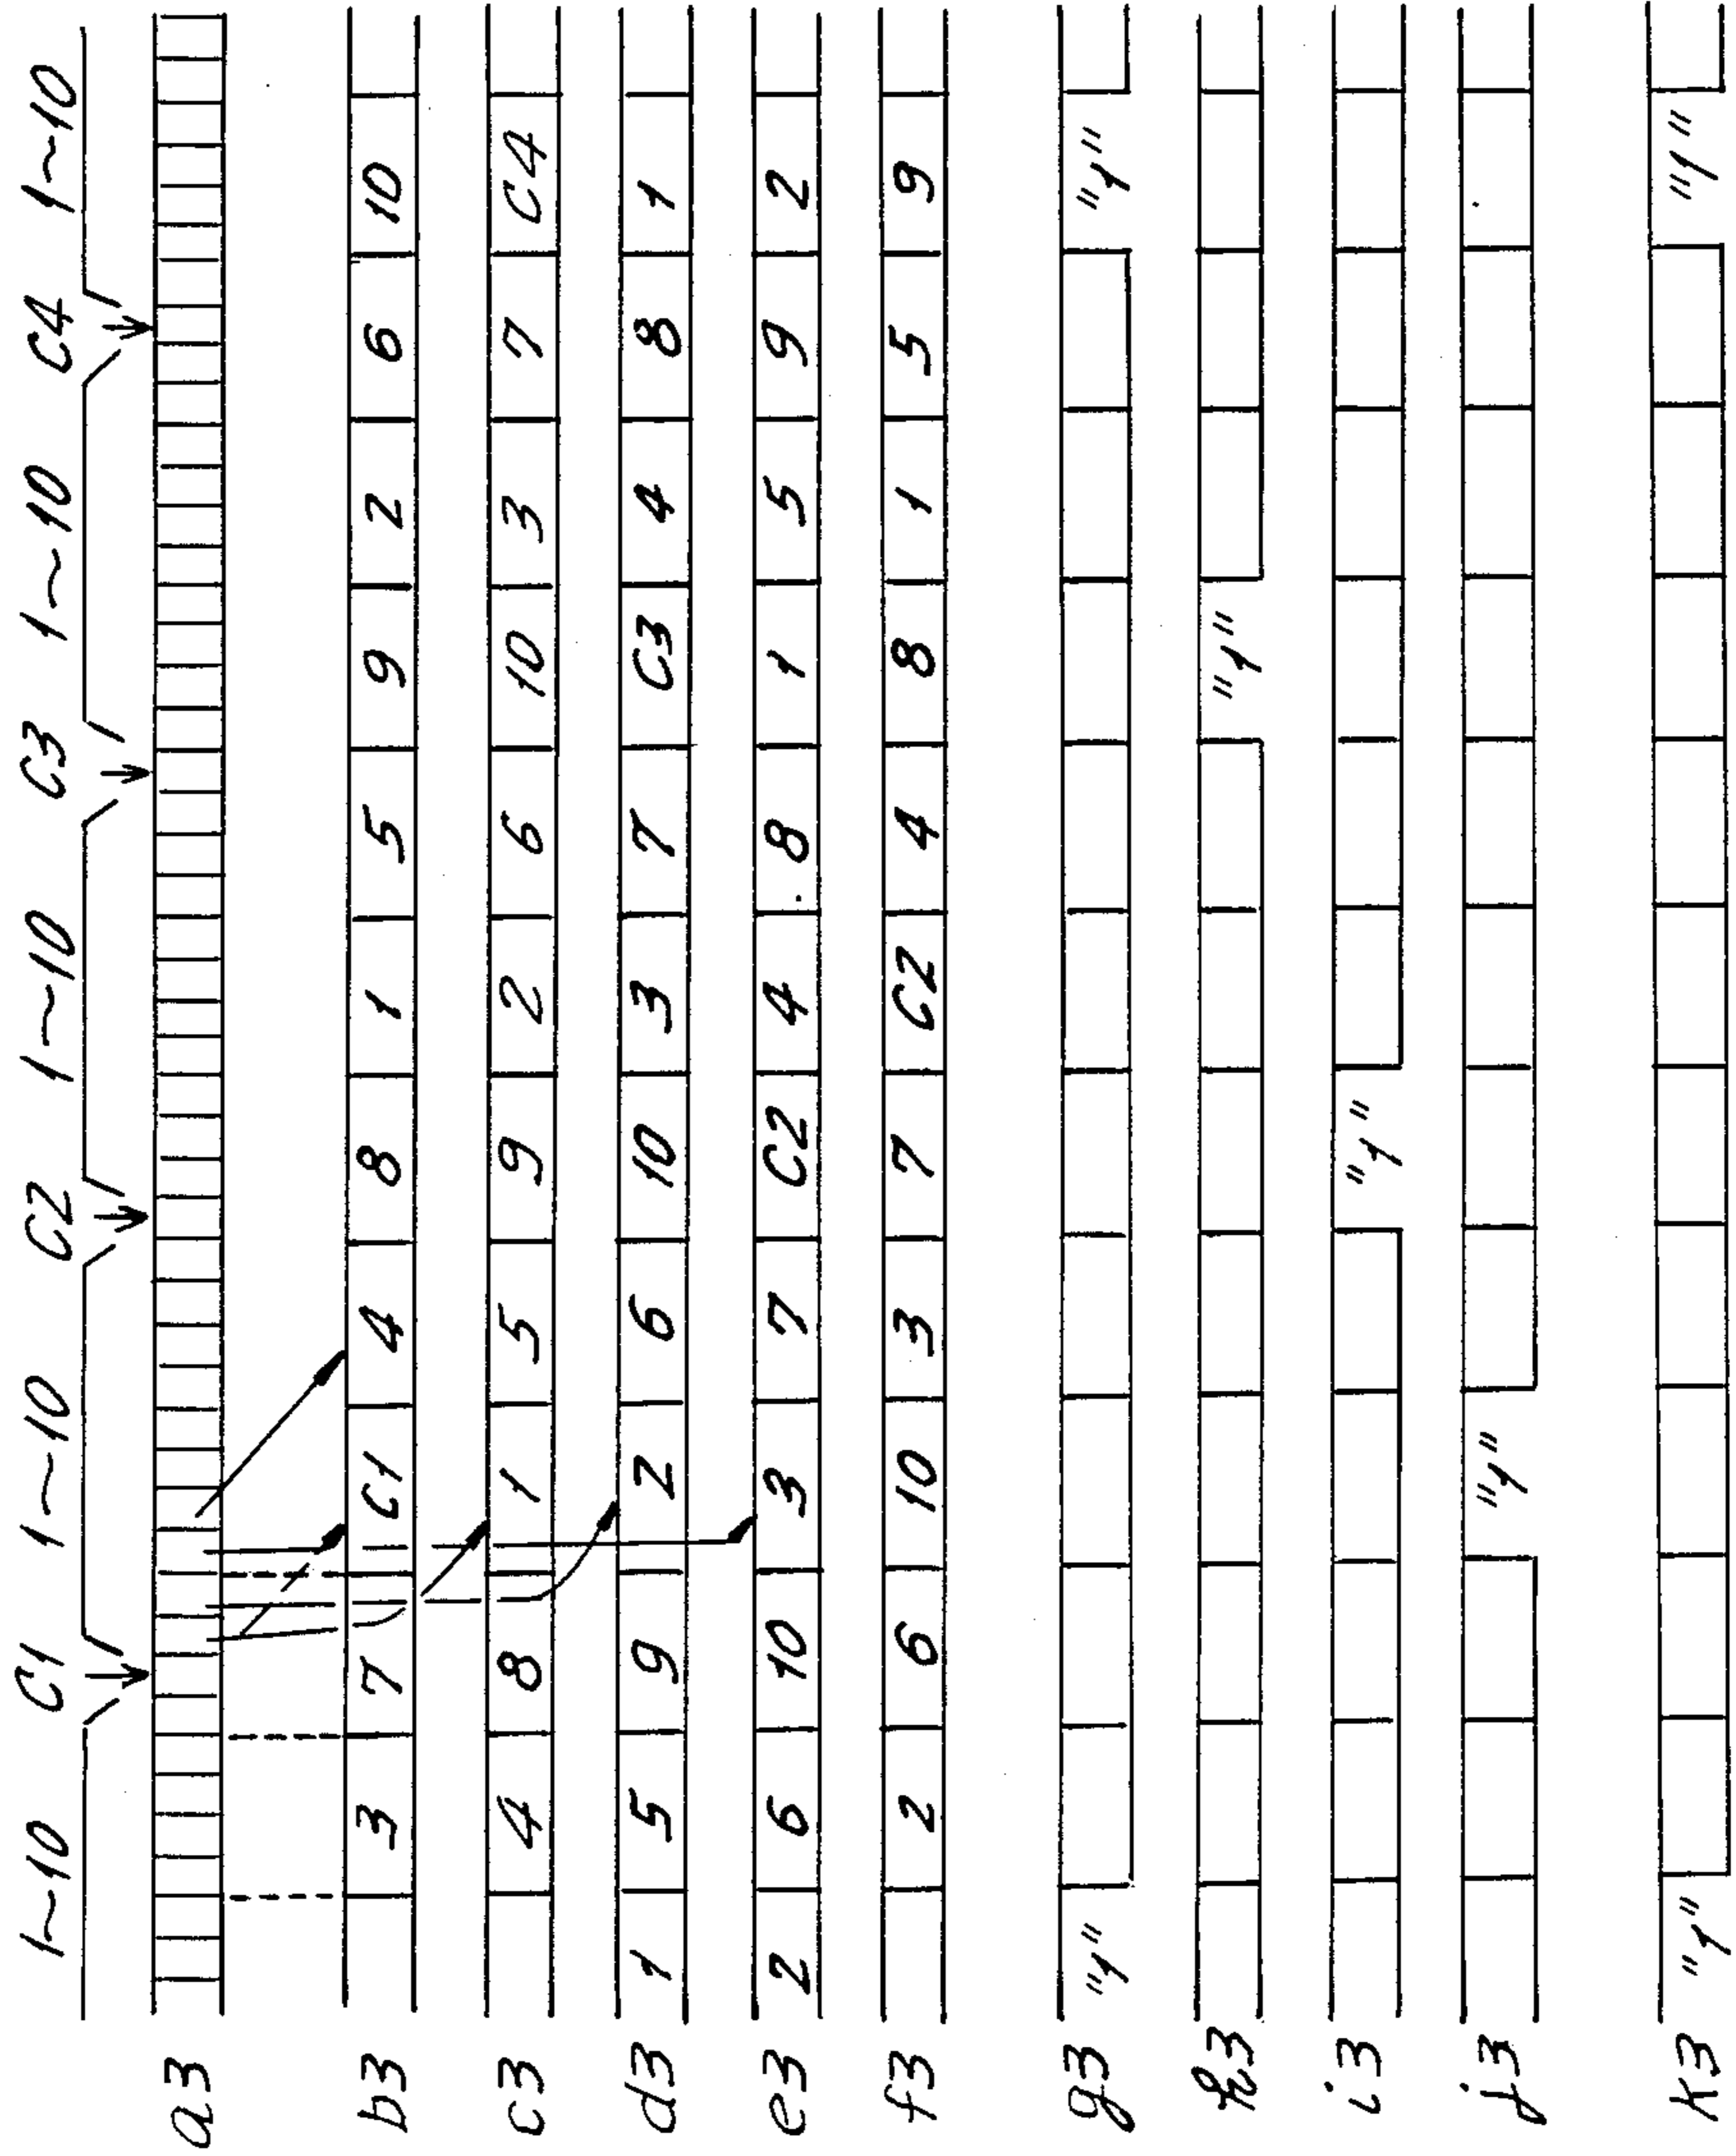 1~10 C1 1~10 C2 1~10 C3 1~10 C4 1~10
a3
b3 3 7 C1 4 8 1 5 9 2 6 10
c3 4 8 1 5 9 2 6 10 3 7 C4
d3 1 5 9 2 6 10 3 7 C3 4 8 1
e3 2 6 10 3 7 C2 4 8 1 5 9 2
f3 2 6 10 3 7 C2 4 8 1 5 9
g3 "1" "1"
h3 "1"
i3 "1"
j3 "1"
k3 "1" "1"